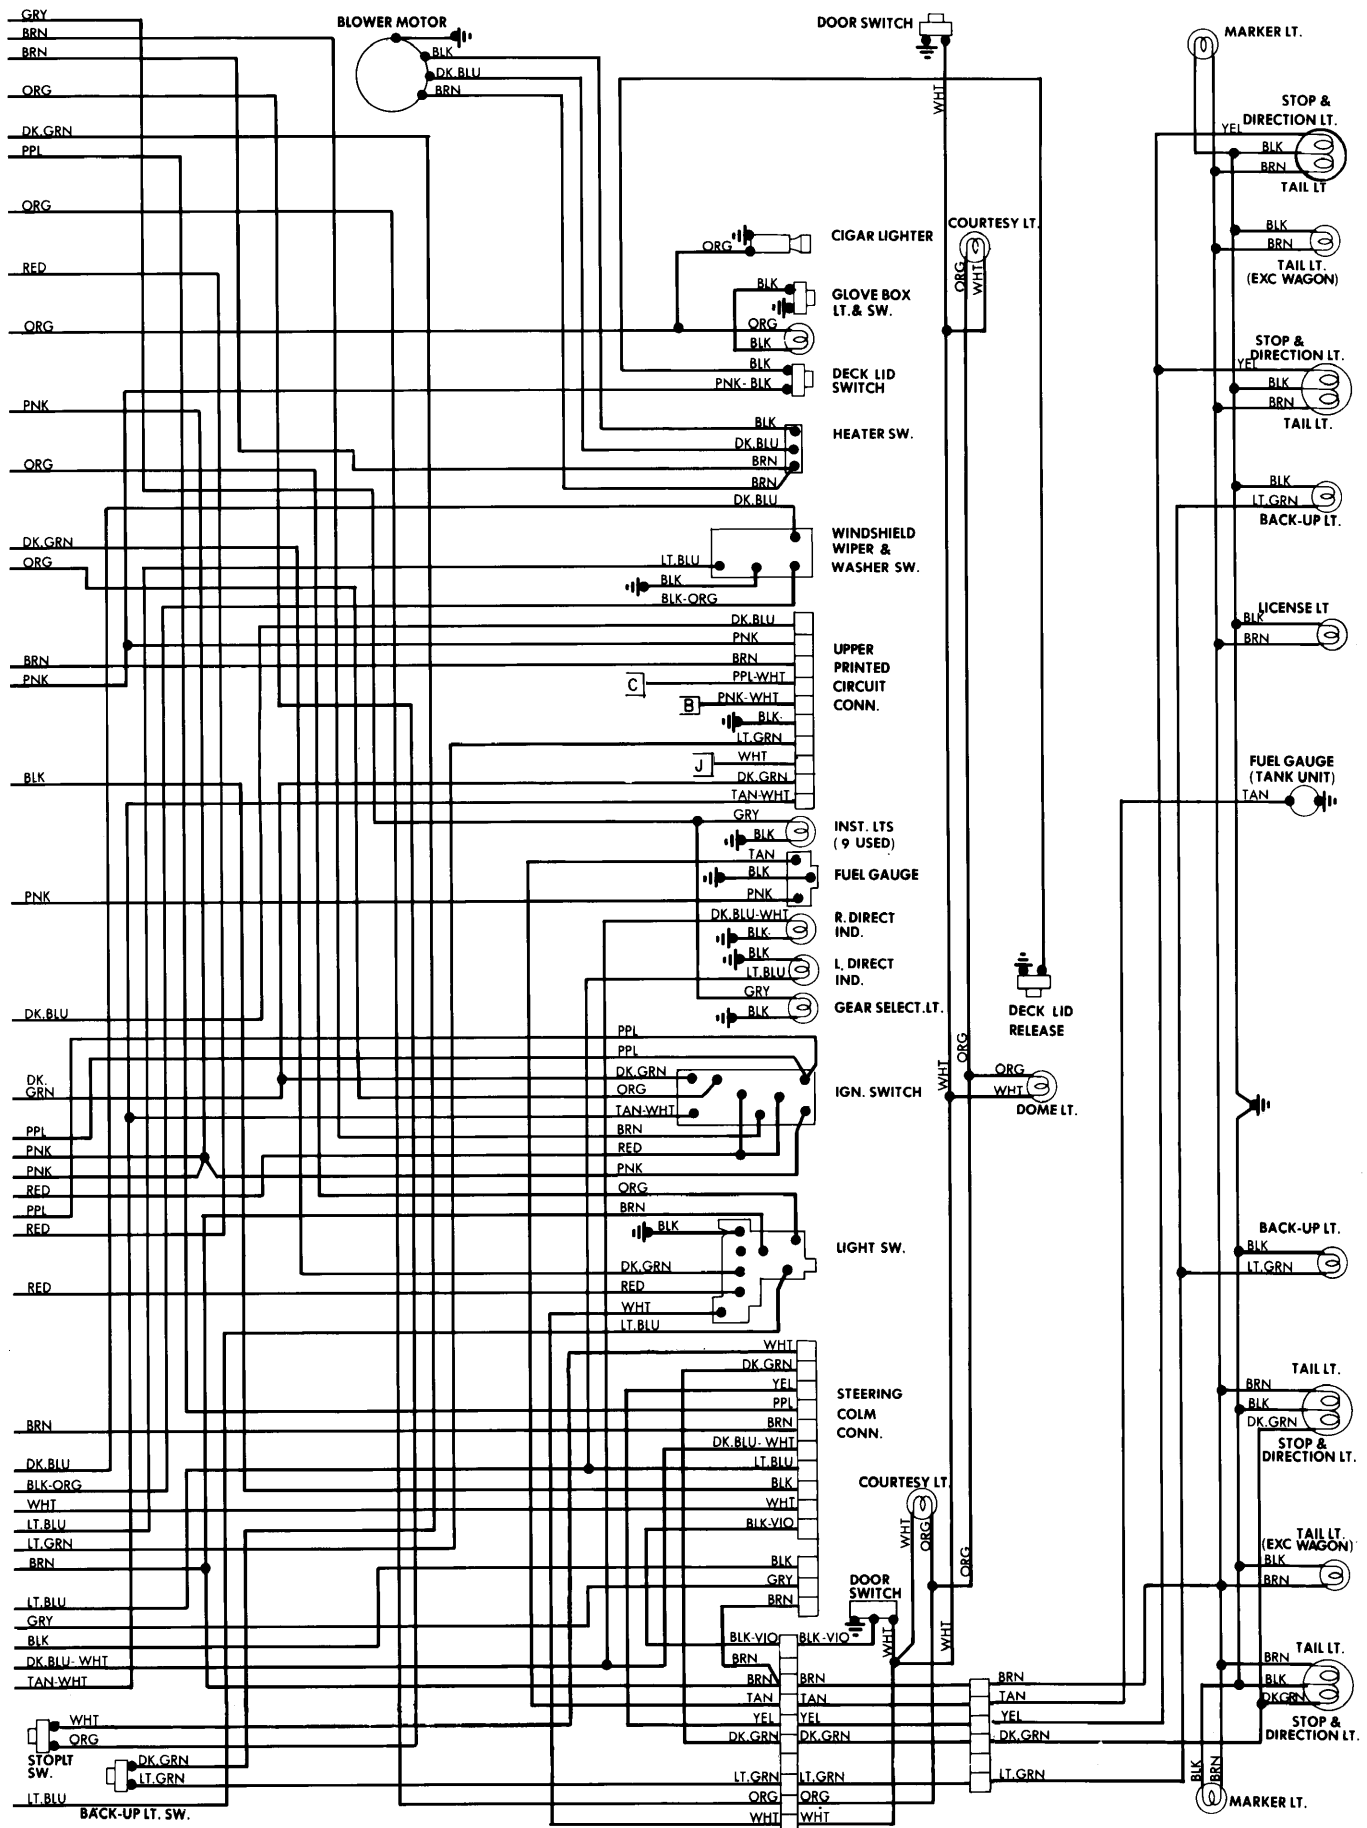 GRY
BRN
BRN
ORG
DK.GRN
PPL
ORG
RED
ORG
PNK
ORG
DK.GRN
ORG
BRN
PNK
BLK
PNK
DK.BLU
DK.
GRN
PPL
PNK
PNK
RED
PPL
RED
RED
BRN
DK.BLU
BLK-ORG
WHT
LT.BLU
LT.GRN
BRN
LT.BLU
GRY
BLK
DK.BLU-WHT
TAN-WHT
WHT
ORG
STOPLT
SW.
DK.GRN
LT.GRN
LT.BLU
BACK-UP LT. SW.
BLOWER MOTOR
BLK
DK.BLU
BRN
DOOR SWITCH
WHT
ORG
CIGAR LIGHTER
BLK
GLOVE BOX
LT.& SW.
ORG
BLK
BLK
PNK-BLK
DECK LID
SWITCH
BLK
DK.BLU
BRN
BRN
HEATER SW.
DK.BLU
LT.BLU
BLK
BLK-ORG
WINDSHIELD
WIPER &
WASHER SW.
DK.BLU
PNK
BRN
PPL-WHT
C
PNK-WHT
B
BLK
LT.GRN
WHT
J
DK.GRN
TAN-WHT
UPPER
PRINTED
CIRCUIT
CONN.
GRY
BLK
INST. LTS
( 9 USED)
TAN
BLK
PNK
FUEL GAUGE
DK.BLU-WHT
BLK
R. DIRECT
IND.
BLK
LT.BLU
L. DIRECT
IND.
GRY
BLK
GEAR SELECT.LT.
PPL
PPL
DK.GRN
ORG
TAN-WHT
BRN
RED
PNK
IGN. SWITCH
ORG
BRN
BLK
DK.GRN
RED
WHT
LT.BLU
LIGHT SW.
WHT
DK.GRN
YEL
PPL
BRN
DK.BLU-WHT
LT.BLU
BLK
WHT
BLK-VIO
BLK
GRY
BRN
STEERING
COLM
CONN.
BLK-VIO
BRN
BRN
TAN
YEL
DK.GRN
LT.GRN
ORG
WHT
BLK-VIO
BRN
TAN
YEL
DK.GRN
LT.GRN
ORG
WHT
COURTESY LT.
ORG
WHT
DECK LID
RELEASE
WHT
ORG
ORG
WHT
DOME LT.
COURTESY LT.
WHT
ORG
ORG
DOOR
SWITCH
WHT
WHT
BRN
TAN
YEL
DK.GRN
LT.GRN
MARKER LT.
STOP &
DIRECTION LT.
YEL
BLK
BRN
TAIL LT
BLK
BRN
TAIL LT.
(EXC WAGON)
STOP &
DIRECTION LT.
YEL
BLK
BRN
TAIL LT.
BLK
LT.GRN
BACK-UP LT.
LICENSE LT
BLK
BRN
FUEL GAUGE
(TANK UNIT)
TAN
BACK-UP LT.
BLK
LT.GRN
TAIL LT.
BRN
BLK
DK.GRN
STOP &
DIRECTION LT.
TAIL LT.
(EXC WAGON)
BLK
BRN
TAIL LT.
BRN
BLK
DKGRN
STOP &
DIRECTION LT.
BLK
BRN
MARKER LT.